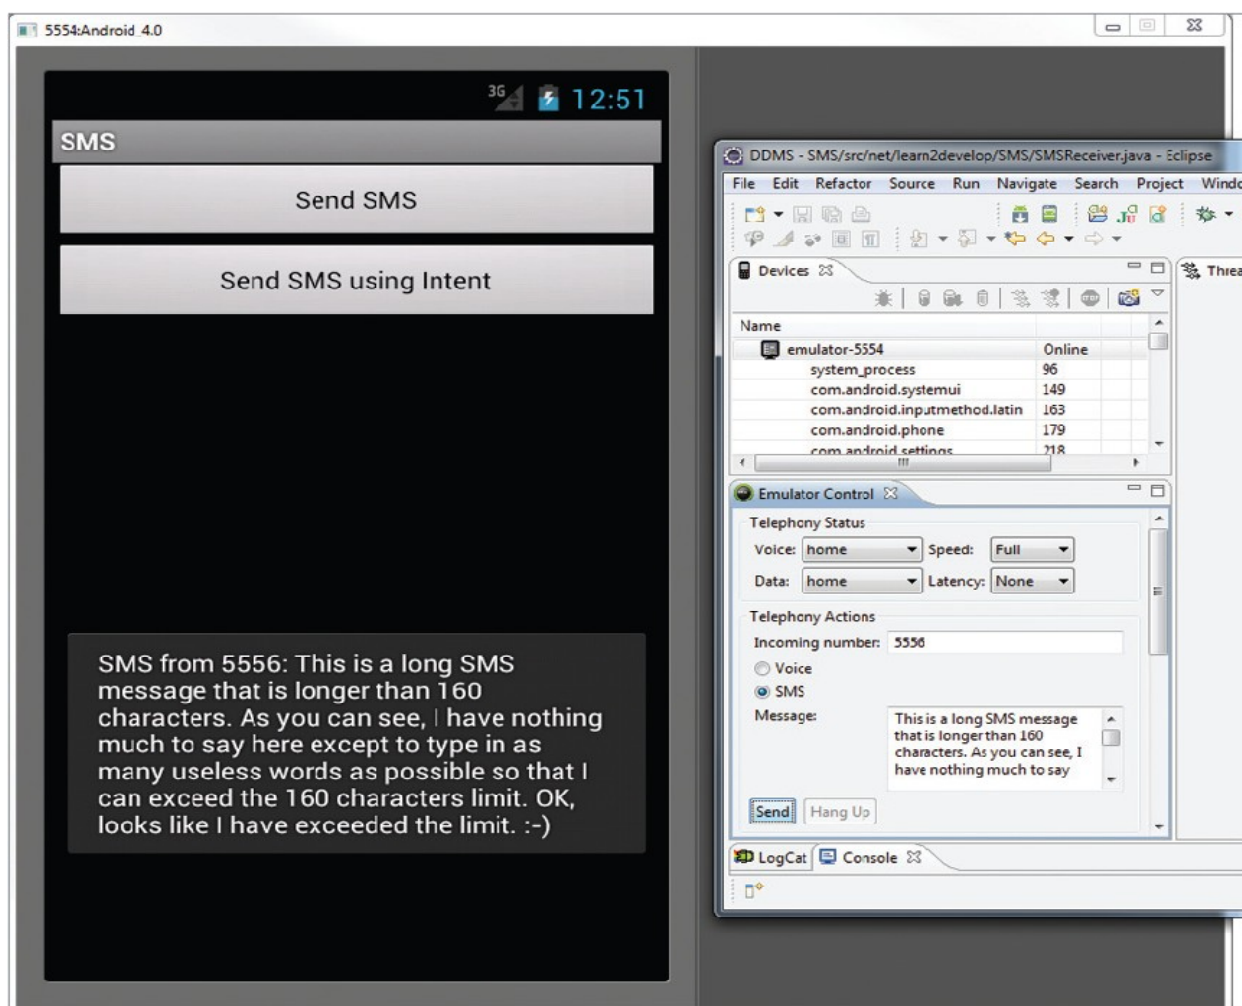 5554:Android_4.0
3G 12:51
SMS
Send SMS
Send SMS using Intent
SMS from 5556: This is a long SMS
message that is longer than 160
characters. As you can see, I have nothing
much to say here except to type in as
many useless words as possible so that I
can exceed the 160 characters limit. OK,
looks like I have exceeded the limit. :-)
DDMS - SMS/src/net/learn2develop/SMS/SMSReceiver.java - Eclipse
File Edit Refactor Source Run Navigate Search Project Windo
Devices
Threa
Name
emulator-5554 Online
system_process 96
com.android.systemui 149
com.android.inputmethod.latin 163
com.android.phone 179
com.android.settings 218
Emulator Control
Telephony Status
Voice: home Speed: Full
Data: home Latency: None
Telephony Actions
Incoming number: 5556
Voice
SMS
Message: This is a long SMS message
that is longer than 160
characters. As you can see, I
have nothing much to say
Send Hang Up
LogCat Console